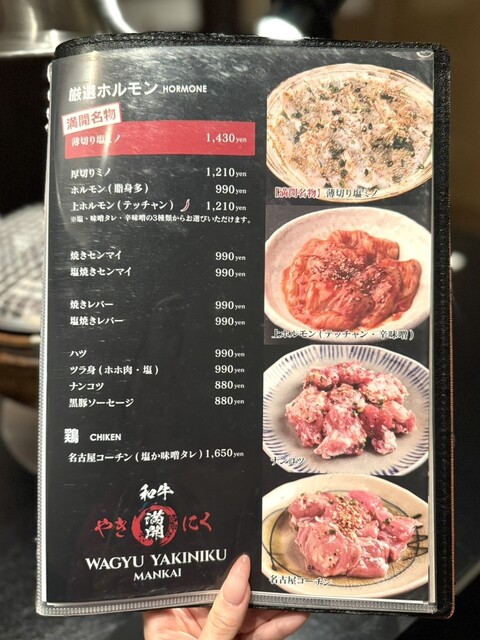 厳選ホルモン HORMONE
満開名物
薄切り塩ミノ 1,430yen
厚切りミノ 1,210yen
ホルモン(脂身多) 990yen
上ホルモン(テッチャン) 1,210yen
※塩・味噌タレ・辛味噌の3種類からお選びいただけます。
焼きセンマイ 990yen
塩焼きセンマイ 990yen
焼きレバー 990yen
塩焼きレバー 990yen
ハツ 990yen
ツラ身(ホホ肉・塩) 990yen
ナンコツ 880yen
黒豚ソーセージ 880yen
鶏 CHIKEN
名古屋コーチン(塩か味噌タレ) 1,650yen
和牛
やき満開にく
WAGYU YAKINIKU
MANKAI
【満開名物】薄切り塩ミノ
上ホルモン(テッチャン・辛味噌)
ナンコツ
名古屋コーチン